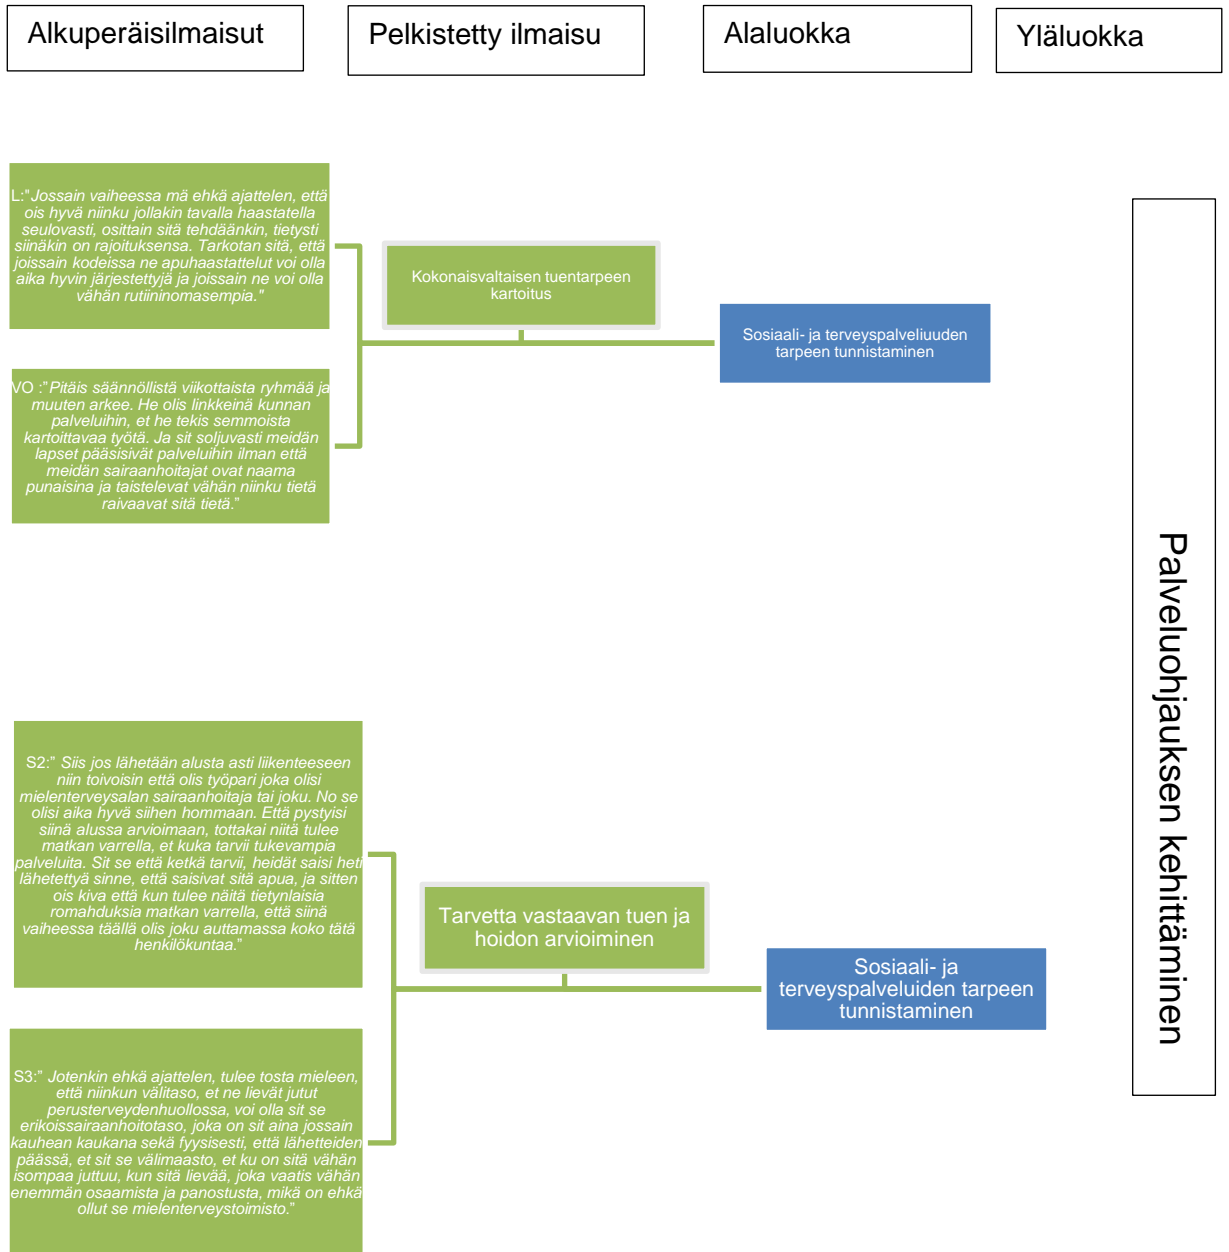 Alkuperäisilmaisut
Pelkistetty ilmaisu
Alaluokka
Yläluokka
L:"Jossain vaiheessa mä ehkä ajattelen, että
ois hyvä niinku jollakin tavalla haastatella
seulovasti, osittain sitä tehdäänkin, tietysti
siinäkin on rajoituksensa. Tarkotan sitä, että
joissain kodeissa ne apuhaastattelut voi olla
aika hyvin järjestettyjä ja joissain ne voi olla
vähän rutiininomasempia."
Kokonaisvaltaisen tuentarpeen
kartoitus
Sosiaali- ja terveyspalveliuuden
tarpeen tunnistaminen
VO :"Pitäis säännöllistä viikottaista ryhmää ja
muuten arkee. He olis linkkeinä kunnan
palveluihin, et he tekis semmoista
kartoittavaa työtä. Ja sit soljuvasti meidän
lapset pääsisivät palveluihin ilman että
meidän sairaanhoitajat ovat naama
punaisina ja taistelevat vähän niinku tietä
raivaavat sitä tietä."
Palveluohjauksen kehittäminen
S2:" Siis jos lähetään alusta asti liikenteeseen
niin toivoisin että olis työpari joka olisi
mielenterveysalan sairaanhoitaja tai joku. No se
olisi aika hyvä siihen hommaan. Että pystyisi
siinä alussa arvioimaan, tottakai niitä tulee
matkan varrella, et kuka tarvii tukevampia
palveluita. Sit se että ketkä tarvii, heidät saisi heti
lähetettyä sinne, että saisivat sitä apua, ja sitten
ois kiva että kun tulee näitä tietynlaisia
romahduksia matkan varrella, että siinä
vaiheessa täällä olis joku auttamassa koko tätä
henkilökuntaa."
Tarvetta vastaavan tuen ja
hoidon arvioiminen
Sosiaali- ja
terveyspalveluiden tarpeen
tunnistaminen
S3:" Jotenkin ehkä ajattelen, tulee tosta mieleen,
että niinkun välitaso, et ne lievät jutut
perusterveydenhuollossa, voi olla sit se
erikoissairaanhoitotaso, joka on sit aina jossain
kauhean kaukana sekä fyysisesti, että lähetteiden
päässä, et sit se välimaasto, et ku on sitä vähän
isompaa juttuu, kun sitä lievää, joka vaatis vähän
enemmän osaamista ja panostusta, mikä on ehkä
ollut se mielenterveystoimisto."